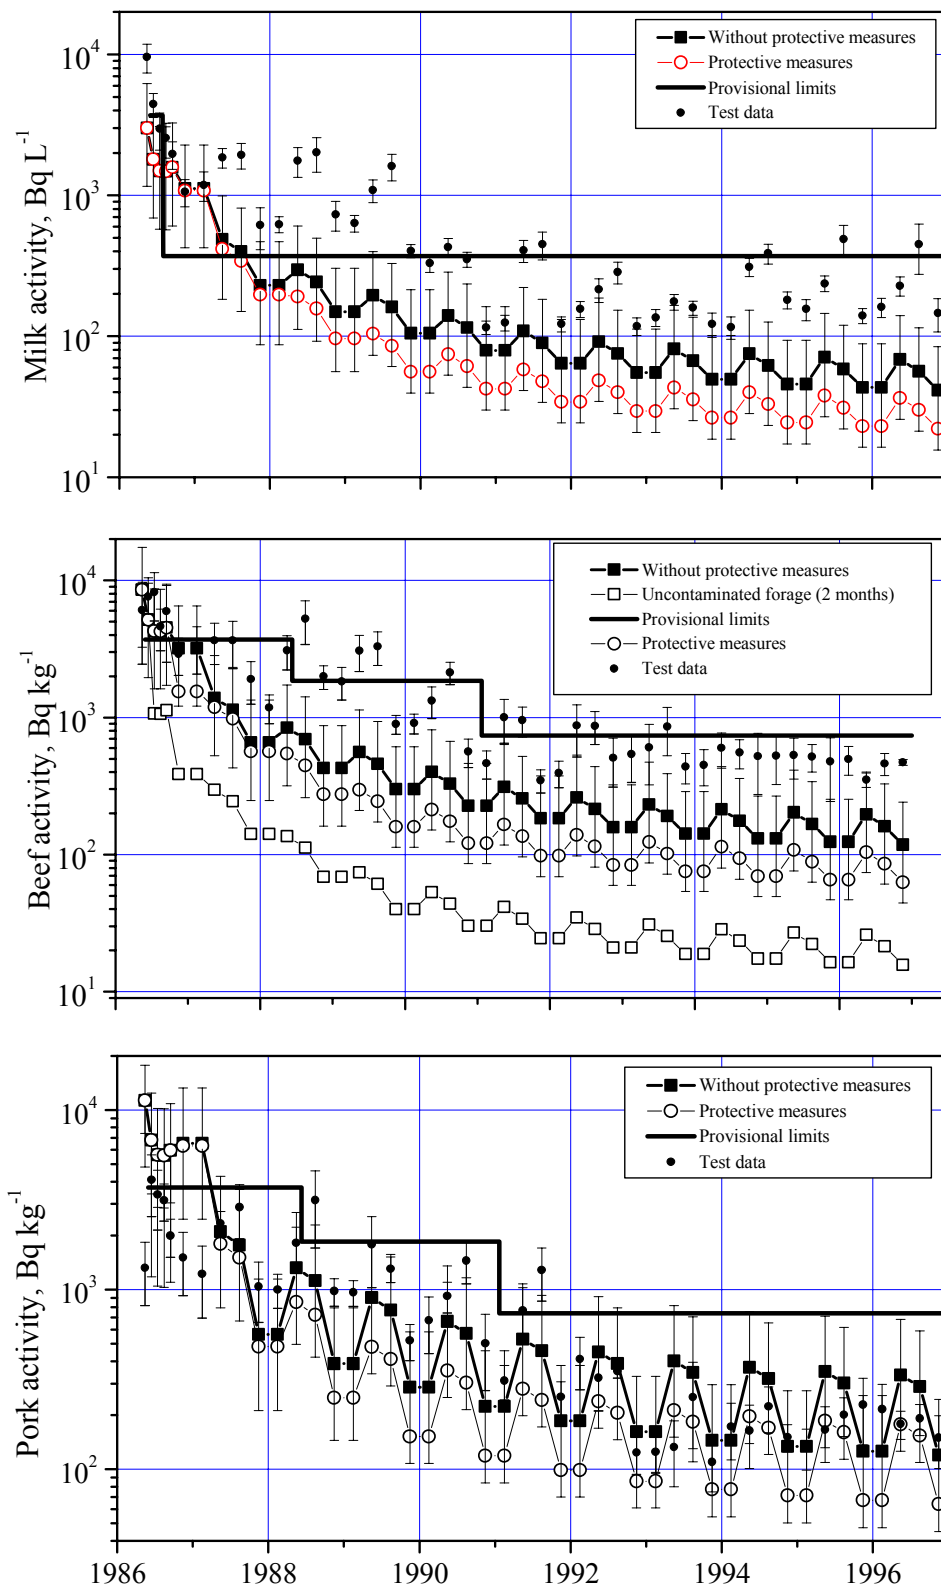 10^4
10^3
10^2
10^1
Milk activity, Bq L^-1
Without protective measures
Protective measures
Provisional limits
Test data
10^4
10^3
10^2
10^1
Beef activity, Bq kg^-1
Without protective measures
Uncontaminated forage (2 months)
Provisional limits
Protective measures
Test data
10^4
10^3
10^2
Pork activity, Bq kg^-1
Without protective measures
Protective measures
Provisional limits
Test data
1986 1988 1990 1992 1994 1996